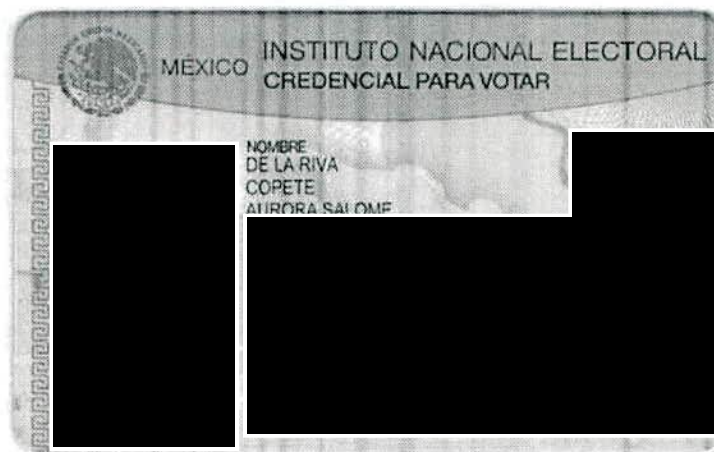 MÉXICO
INSTITUTO NACIONAL ELECTORAL
CREDENCIAL PARA VOTAR
NOMBRE
DE LA RIVA
COPETE
AURORA SALOME